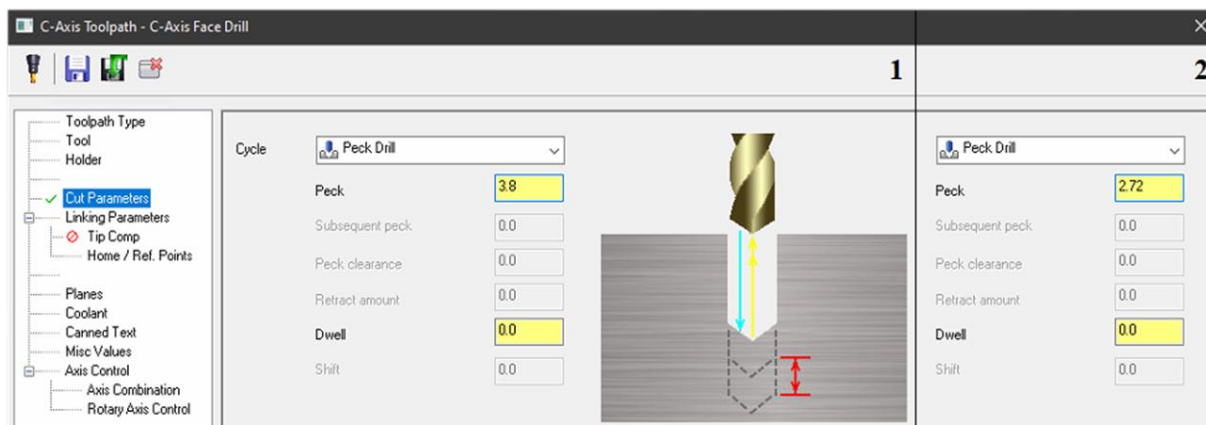 C-Axis Toolpath - C-Axis Face Drill
1
2
Toolpath Type
Tool
Holder
Cut Parameters
Linking Parameters
Tip Comp
Home / Ref. Points
Planes
Coolant
Canned Text
Misc Values
Axis Control
Axis Combination
Rotary Axis Control
Cycle Peck Drill
Peck 3.8
Subsequent peck 0.0
Peck clearance 0.0
Retract amount 0.0
Dwell 0.0
Shift 0.0
Peck Drill
Peck 2.72
Subsequent peck 0.0
Peck clearance 0.0
Retract amount 0.0
Dwell 0.0
Shift 0.0